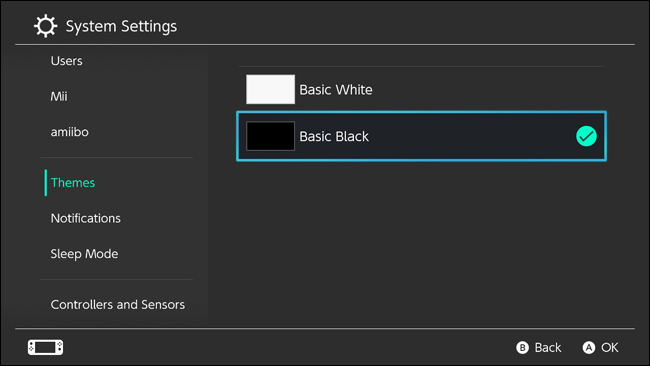 System Settings
Users
Mii
amiibo
Themes
Notifications
Sleep Mode
Controllers and Sensors
Basic White
Basic Black
B Back
A OK